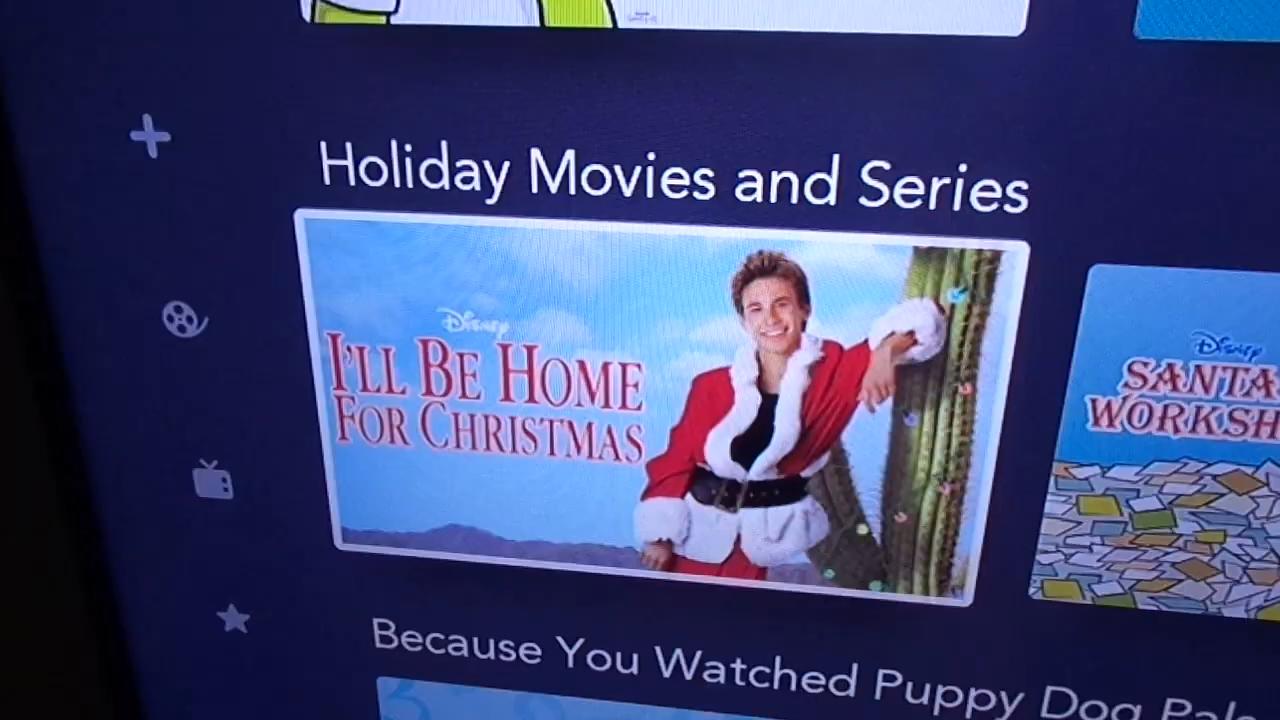 Holiday Movies and Series
Disney
I'LL BE HOME
FOR CHRISTMAS
Disney
SANTA
WORKSH
Because You Watched Puppy Dog Pals